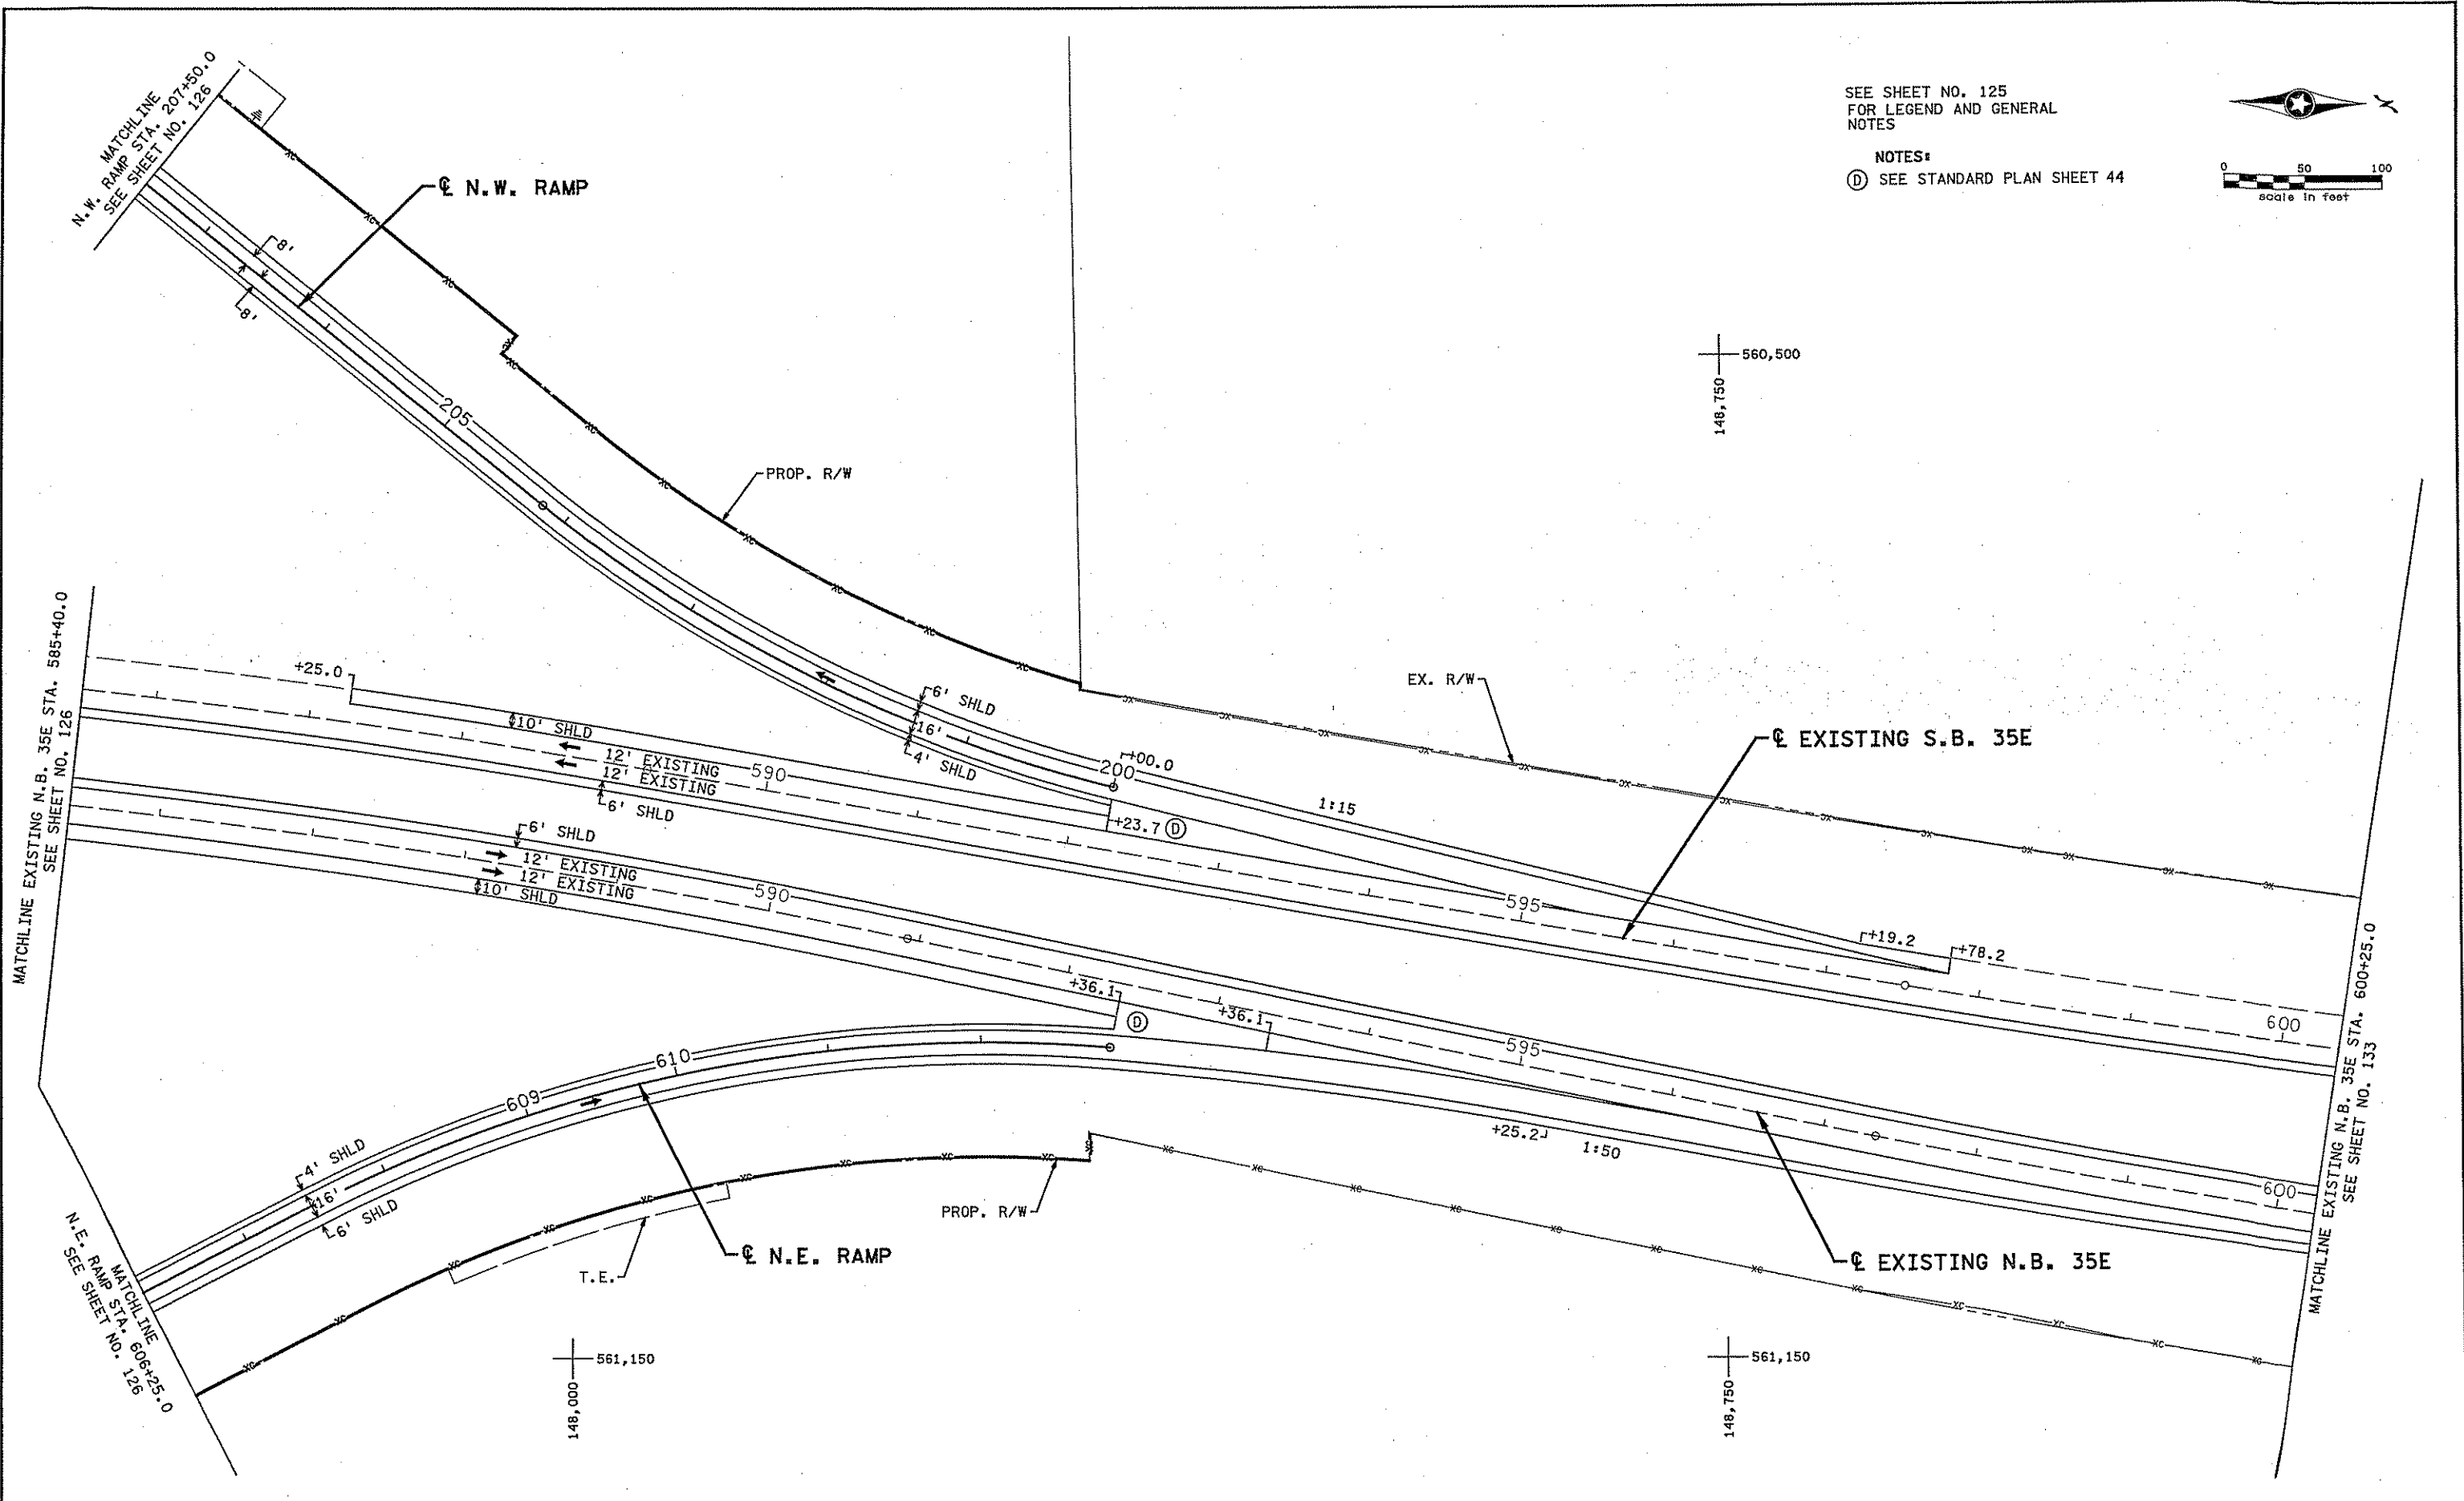 MATCHLINE
N.W. RAMP STA. 207+50.0
SEE SHEET NO. 126
℄ N.W. RAMP
SEE SHEET NO. 125
FOR LEGEND AND GENERAL
NOTES
NOTES:
Ⓓ SEE STANDARD PLAN SHEET 44
0 50 100
scale in feet
8'
8'
560,500
148,750
205
PROP. R/W
MATCHLINE EXISTING N.B. 35E STA. 585+40.0
SEE SHEET NO. 126
+25.0
10' SHLD
12' EXISTING
12' EXISTING
590
6' SHLD
6' SHLD
16'
4' SHLD
+00.0
200
+23.7 Ⓓ
1:15
EX. R/W
℄ EXISTING S.B. 35E
6' SHLD
12' EXISTING
12' EXISTING
10' SHLD
590
595
+19.2
+78.2
600
+36.1
Ⓓ
+36.1
595
+25.2
1:50
600
MATCHLINE EXISTING N.B. 35E STA. 600+25.0
SEE SHEET NO. 133
610
609
4' SHLD
16'
6' SHLD
PROP. R/W
T.E.
℄ N.E. RAMP
℄ EXISTING N.B. 35E
MATCHLINE
N.E. RAMP STA. 606+25.0
SEE SHEET NO. 126
561,150
148,000
561,150
148,750